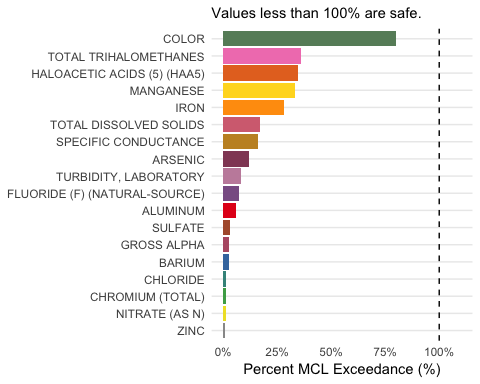 Values less than 100% are safe.
COLOR
TOTAL TRIHALOMETHANES
HALOACETIC ACIDS (5) (HAA5)
MANGANESE
IRON
TOTAL DISSOLVED SOLIDS
SPECIFIC CONDUCTANCE
ARSENIC
TURBIDITY, LABORATORY
FLUORIDE (F) (NATURAL-SOURCE)
ALUMINUM
SULFATE
GROSS ALPHA
BARIUM
CHLORIDE
CHROMIUM (TOTAL)
NITRATE (AS N)
ZINC
0% 25% 50% 75% 100%
Percent MCL Exceedance (%)